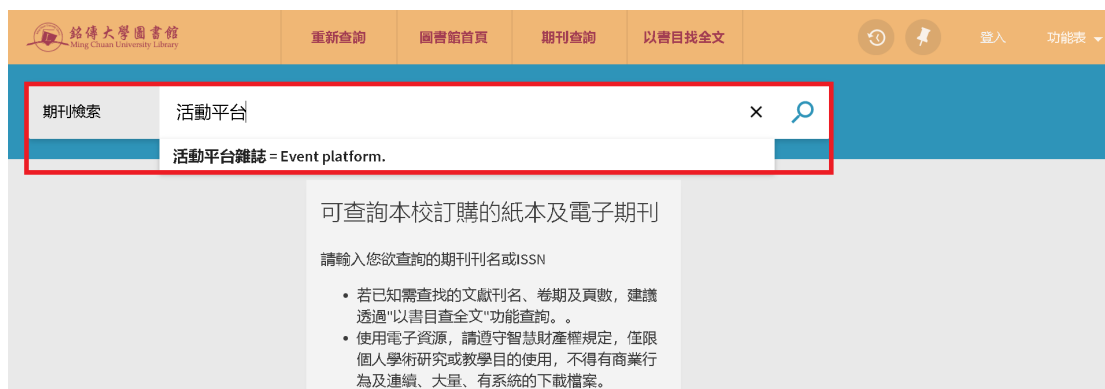 銘傳大學圖書館
Ming Chuan University Library
重新查詢
圖書館首頁
期刊查詢
以書目找全文
登入
功能表
期刊檢索
活動平台
活動平台雜誌 = Event platform.
可查詢本校訂購的紙本及電子期刊
請輸入您欲查詢的期刊刊名或ISSN
• 若已知需查找的文獻刊名、卷期及頁數，建議
透過"以書目查全文"功能查詢。。
• 使用電子資源，請遵守智慧財產權規定，僅限
個人學術研究或教學目的使用，不得有商業行
為及連續、大量、有系統的下載檔案。